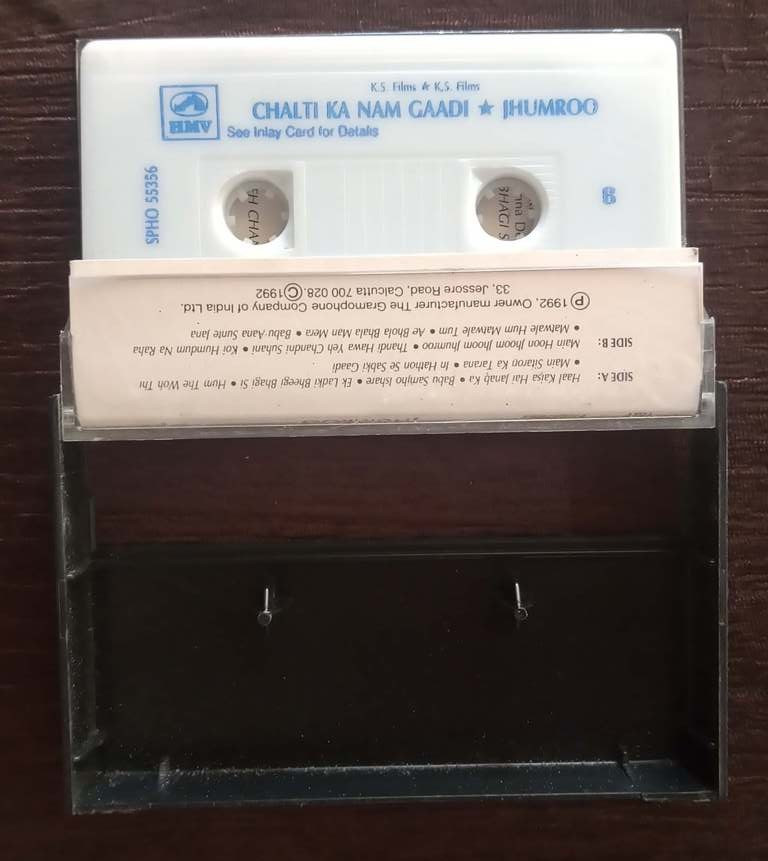 K.S. Films ★ K.S. Films
CHALTI KA NAM GAADI ★ JHUMROO
HMV
See Inlay Card for Details
SPHO 55356
BHAGI S
SIDE A: Haal Kaisa Hai Janab Ka • Babu Samjho Ishare • Ek Ladki Bheegi Bhagi Si • Hum The Woh Thi
• Main Sitaron Ka Tarana • In Hathon Se Sabki Gaadi
SIDE B: Main Hoon Jhoom Jhoom Jhumroo • Thandi Hawa Yeh Chandni Suhani • Koi Humdum Na Raha
• Matwale Hum Matwale Tum • Ae Bhola Bhala Man Mera • Babu Aana Sunte Jana
℗ 1992, Owner manufacturer The Gramophone Company of India Ltd.
33, Jessore Road, Calcutta 700 028. © 1992